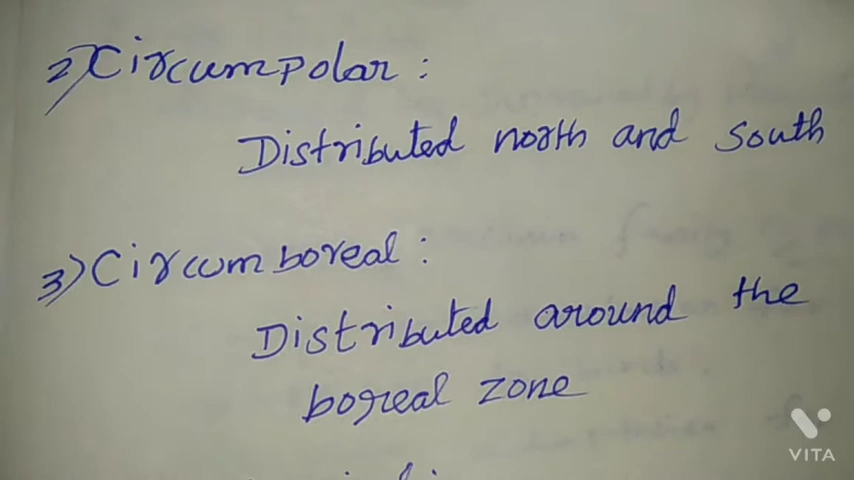 2) Circumpolar :
Distributed north and south
3) Circumboreal :
Distributed around the
boreal zone
VITA